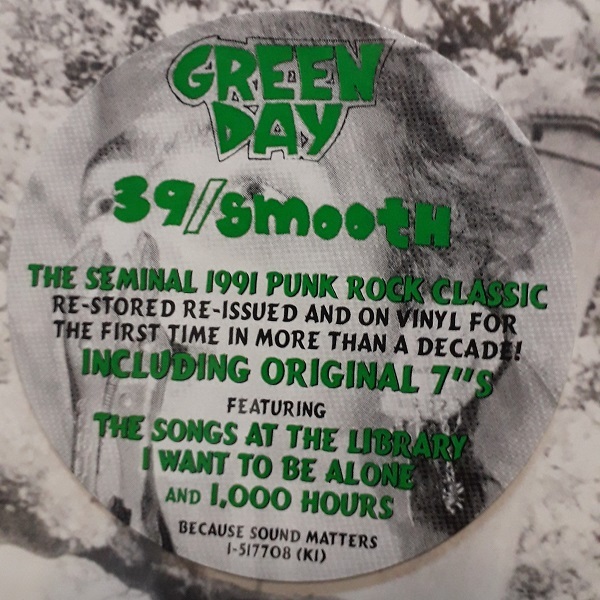 GREEN
DAY
39/smooth
THE SEMINAL 1991 PUNK ROCK CLASSIC
RE-STORED RE-ISSUED AND ON VINYL FOR
THE FIRST TIME IN MORE THAN A DECADE!
INCLUDING ORIGINAL 7"S
FEATURING
THE SONGS AT THE LIBRARY
I WANT TO BE ALONE
AND 1,000 HOURS
BECAUSE SOUND MATTERS
1-517708 (K1)